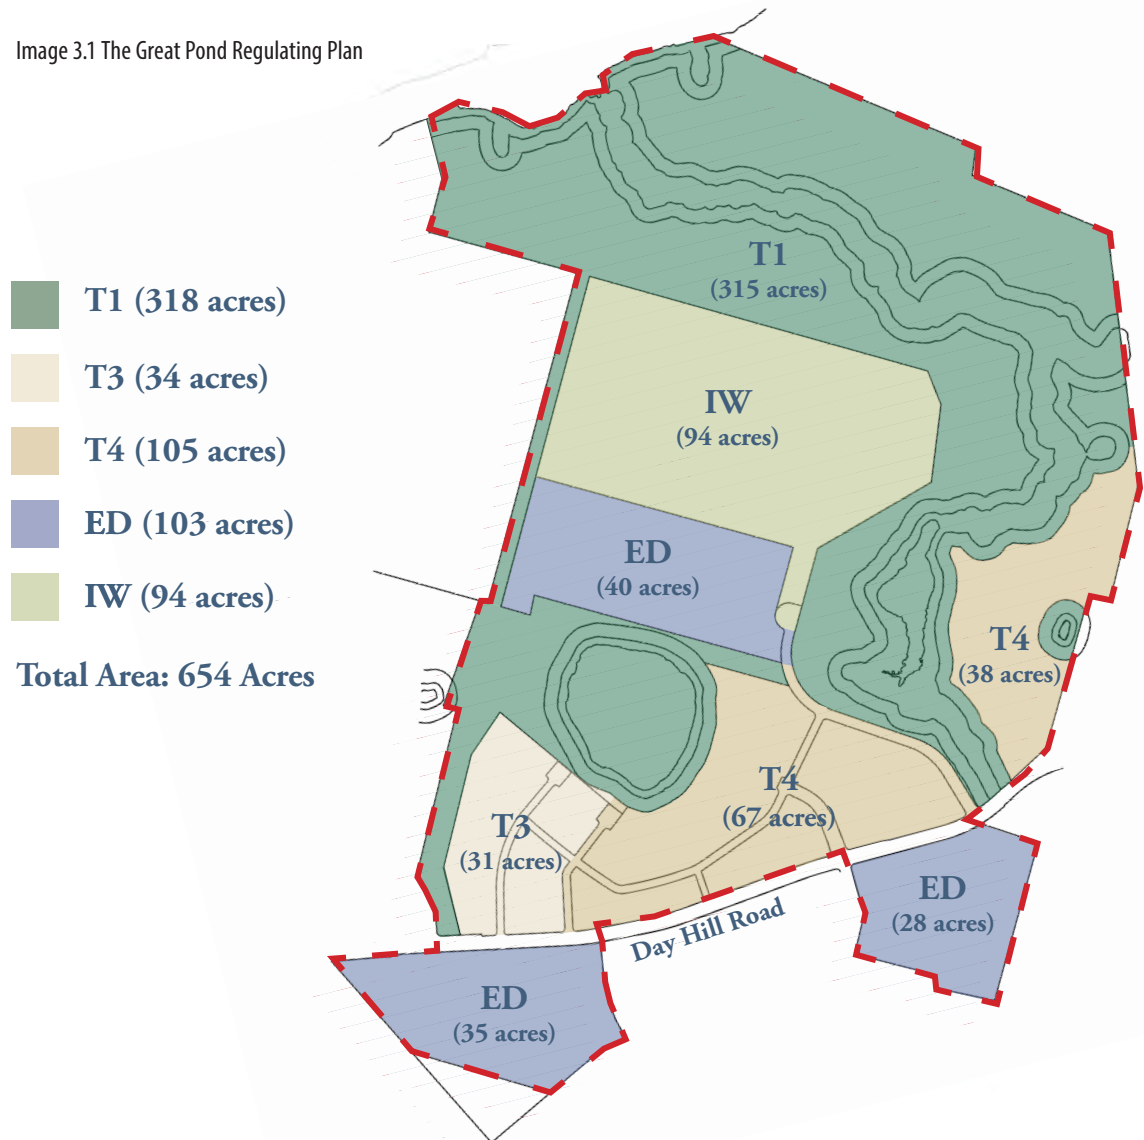 Image 3.1 The Great Pond Regulating Plan
T1 (318 acres)
T3 (34 acres)
T4 (105 acres)
ED (103 acres)
IW (94 acres)
Total Area: 654 Acres
T1
(315 acres)
IW
(94 acres)
ED
(40 acres)
T4
(38 acres)
T4
(67 acres)
T3
(31 acres)
ED
(28 acres)
Day Hill Road
ED
(35 acres)